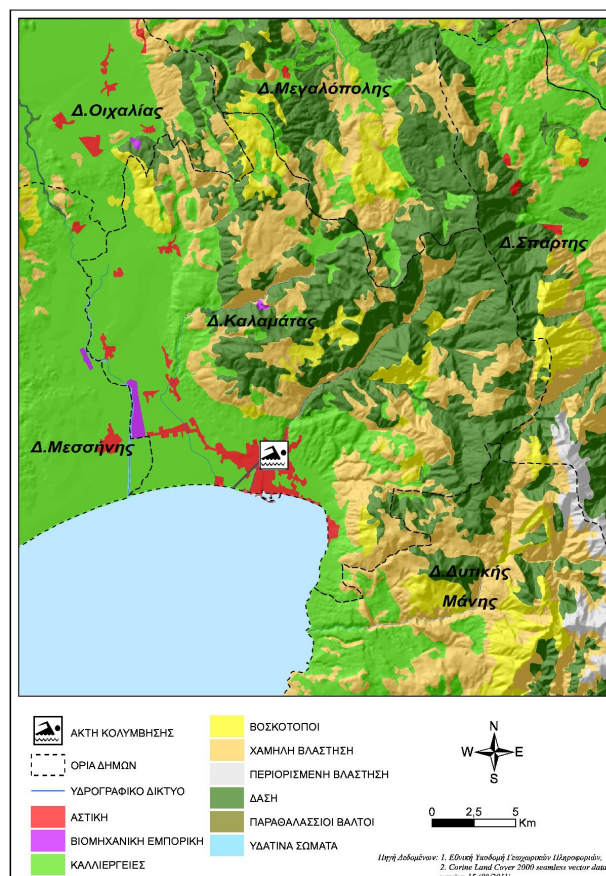 Δ.Μεγαλόπολης
Δ.Οιχαλίας
Δ.Σπάρτης
Δ.Καλαμάτας
Δ.Μεσσήνης
Δ.Δυτικής
Μάνης
ΑΚΤΗ ΚΟΛΥΜΒΗΣΗΣ
ΟΡΙΑ ΔΗΜΩΝ
ΥΔΡΟΓΡΑΦΙΚΟ ΔΙΚΤΥΟ
ΑΣΤΙΚΗ
ΒΙΟΜΗΧΑΝΙΚΗ ΕΜΠΟΡΙΚΗ
ΚΑΛΛΙΕΡΓΕΙΕΣ
ΒΟΣΚΟΤΟΠΟΙ
ΧΑΜΗΛΗ ΒΛΑΣΤΗΣΗ
ΠΕΡΙΟΡΙΣΜΕΝΗ ΒΛΑΣΤΗΣΗ
ΔΑΣΗ
ΠΑΡΑΘΑΛΑΣΣΙΟΙ ΒΑΛΤΟΙ
ΥΔΑΤΙΝΑ ΣΩΜΑΤΑ
N
W E
S
0 2,5 5
Km
Πηγή Δεδομένων: 1. Εθνική Υποδομή Γεωχωρικών Πληροφοριών,
2. Corine Land Cover 2000 seamless vector data